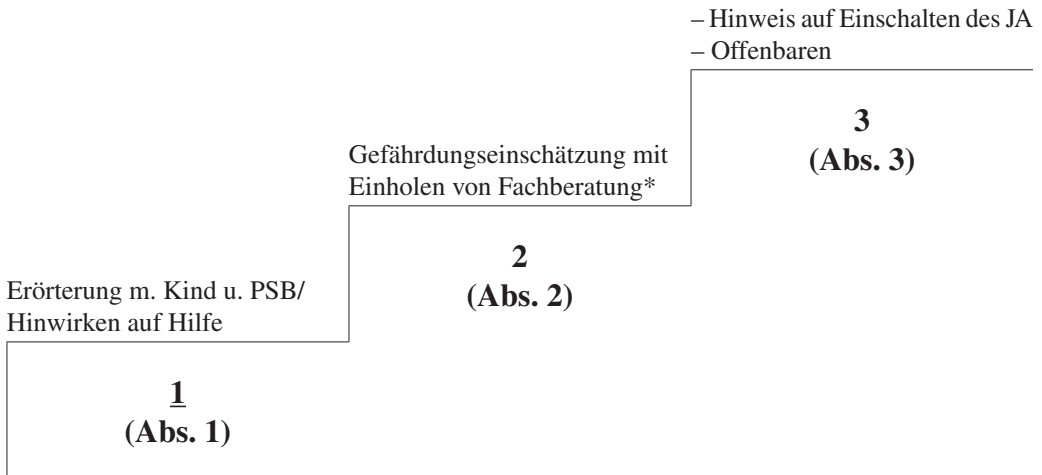 – Hinweis auf Einschalten des JA
– Offenbaren
3
(Abs. 3)
Gefährdungseinschätzung mit
Einholen von Fachberatung*
2
(Abs. 2)
Erörterung m. Kind u. PSB/
Hinwirken auf Hilfe
1
(Abs. 1)